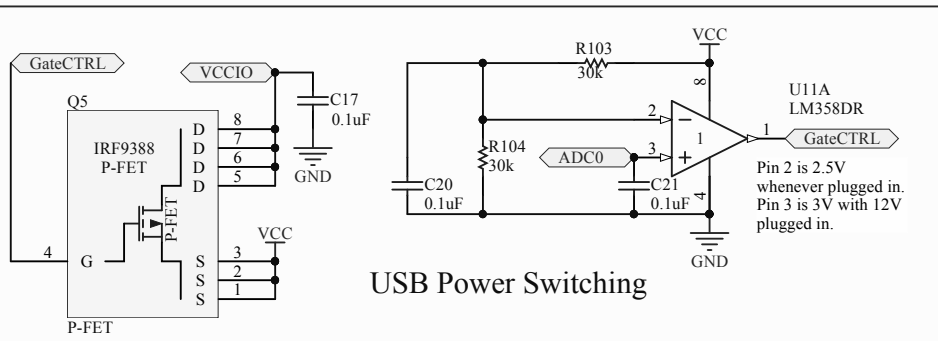 GateCTRL
VCCIO
C17
0.1uF
GND
Q5
IRF9388
P-FET
D
D
D
D
8
7
6
5
P-FET
4
G
S
S
S
3
2
1
VCC
P-FET
R103
30k
VCC
8
U11A
LM358DR
2
1
1
GateCTRL
R104
30k
ADC0
3
C20
0.1uF
C21
0.1uF
4
GND
Pin 2 is 2.5V
whenever plugged in.
Pin 3 is 3V with 12V
plugged in.
USB Power Switching